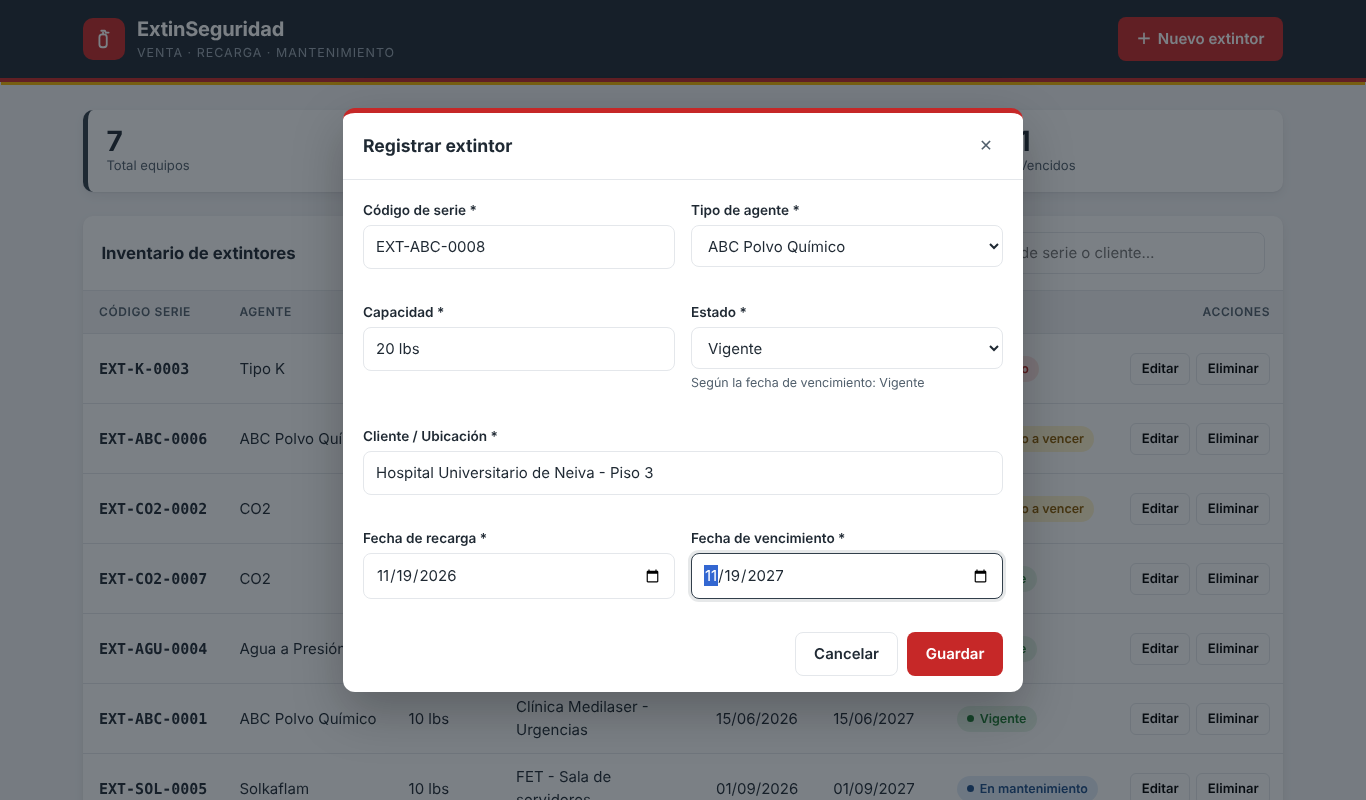 ExtinSeguridad
VENTA · RECARGA · MANTENIMIENTO
+ Nuevo extintor
7
Total equipos
1
Vencidos
Inventario de extintores
de serie o cliente...
CÓDIGO SERIE AGENTE ACCIONES
EXT-K-0003 Tipo K Editar Eliminar
EXT-ABC-0006 ABC Polvo Quí o a vencer Editar Eliminar
EXT-CO2-0002 CO2 o a vencer Editar Eliminar
EXT-CO2-0007 CO2 Editar Eliminar
EXT-AGU-0004 Agua a Presión Editar Eliminar
EXT-ABC-0001 ABC Polvo Químico 10 lbs Clínica Medilaser - Urgencias 15/06/2026 15/06/2027 Vigente Editar Eliminar
EXT-SOL-0005 Solkaflam 10 lbs FET - Sala de servidores 01/09/2026 01/09/2027 En mantenimiento Editar Eliminar
Registrar extintor ×
Código de serie * Tipo de agente *
EXT-ABC-0008 ABC Polvo Químico
Capacidad * Estado *
20 lbs Vigente
Según la fecha de vencimiento: Vigente
Cliente / Ubicación *
Hospital Universitario de Neiva - Piso 3
Fecha de recarga * Fecha de vencimiento *
11/19/2026 11/19/2027
Cancelar Guardar